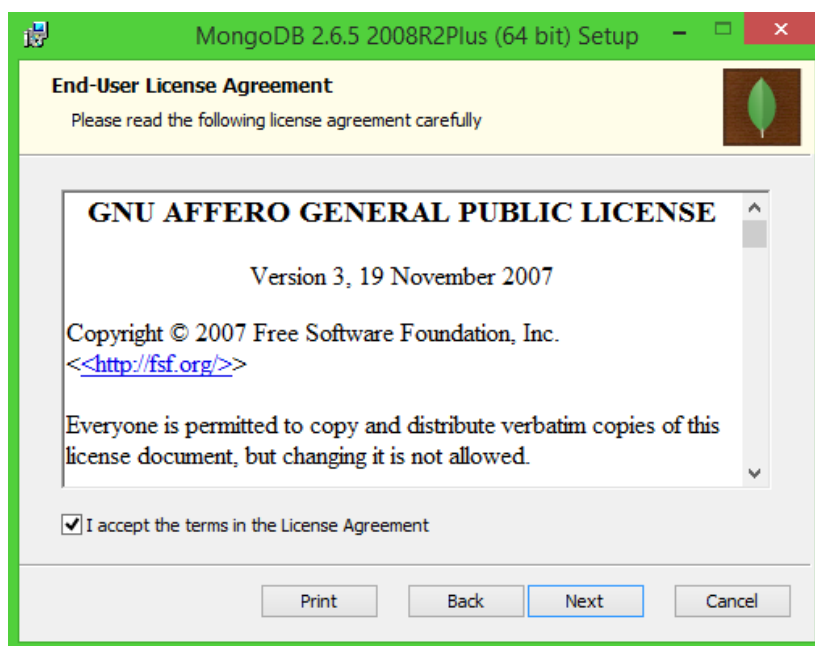 MongoDB 2.6.5 2008R2Plus (64 bit) Setup
End-User License Agreement
Please read the following license agreement carefully
GNU AFFERO GENERAL PUBLIC LICENSE
Version 3, 19 November 2007
Copyright © 2007 Free Software Foundation, Inc.
<<http://fsf.org/>>
Everyone is permitted to copy and distribute verbatim copies of this
license document, but changing it is not allowed.
I accept the terms in the License Agreement
Print Back Next Cancel